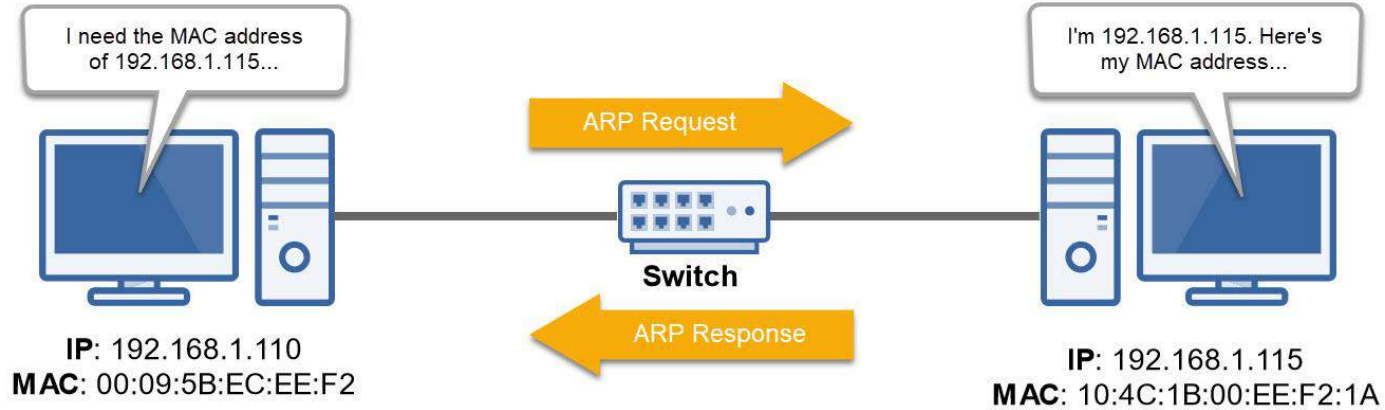 I need the MAC address
of 192.168.1.115...
I'm 192.168.1.115. Here's
my MAC address...
ARP Request
Switch
ARP Response
IP: 192.168.1.110
MAC: 00:09:5B:EC:EE:F2
IP: 192.168.1.115
MAC: 10:4C:1B:00:EE:F2:1A